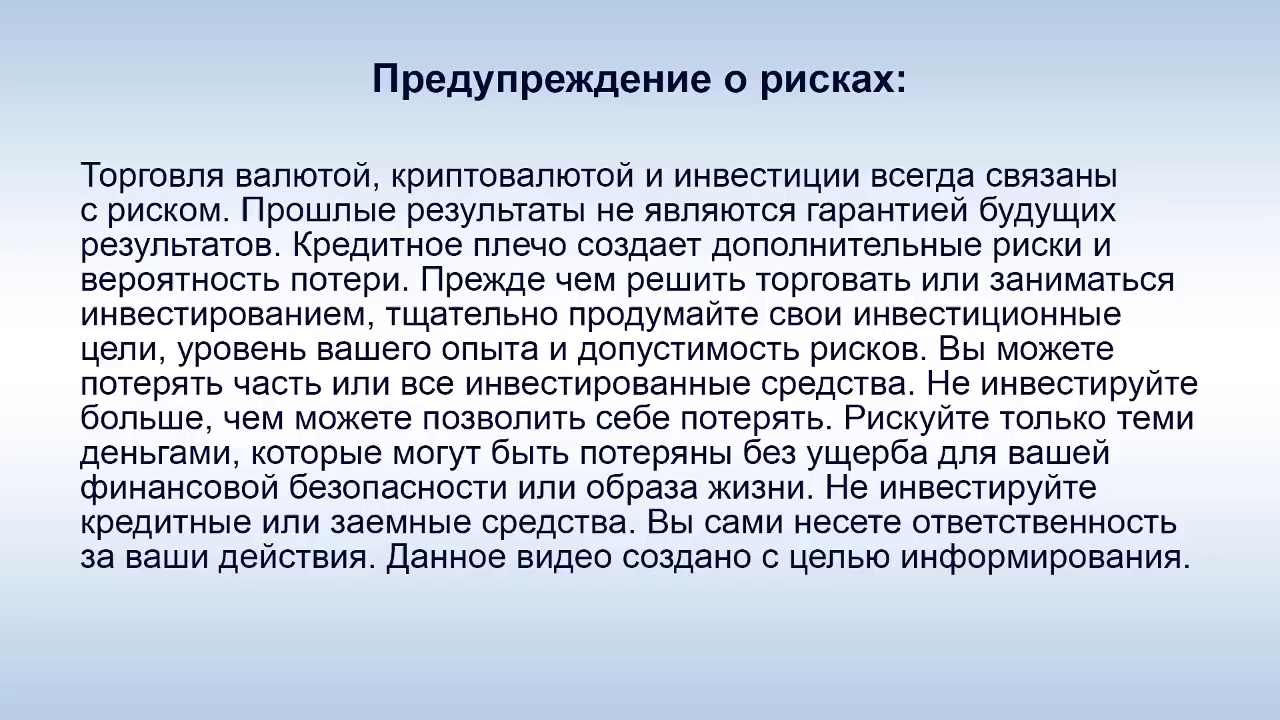 Предупреждение о рисках:
Торговля валютой, криптовалютой и инвестиции всегда связаны
с риском. Прошлые результаты не являются гарантией будущих
результатов. Кредитное плечо создает дополнительные риски и
вероятность потери. Прежде чем решить торговать или заниматься
инвестированием, тщательно продумайте свои инвестиционные
цели, уровень вашего опыта и допустимость рисков. Вы можете
потерять часть или все инвестированные средства. Не инвестируйте
больше, чем можете позволить себе потерять. Рискуйте только теми
деньгами, которые могут быть потеряны без ущерба для вашей
финансовой безопасности или образа жизни. Не инвестируйте
кредитные или заемные средства. Вы сами несете ответственность
за ваши действия. Данное видео создано с целью информирования.